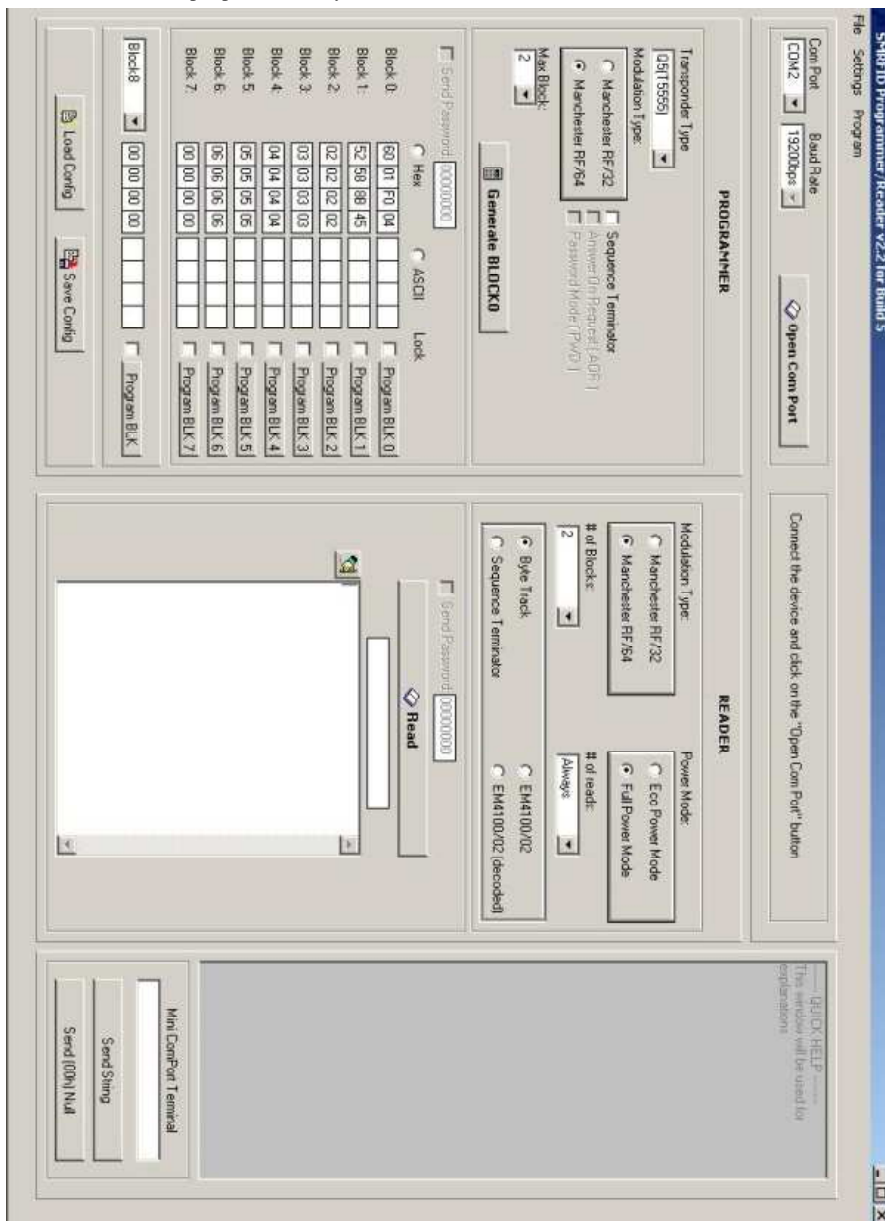 SMRFID Programmer/Reader V2.2 for Build 5
File Settings Program
Com Port
COM2
Baud Rate
19200bps
Open Com Port
Connect the device and click on the "Open Com Port" button
PROGRAMMER
Transponder Type
Q5(T5555)
Modulation Type:
Manchester RF/32
Manchester RF/64
Sequence Terminator
Answer On Request ( AOR )
Password Mode ( PWD )
Max Block:
2
Generate BLOCK0
Send Password: 00000000
Hex
ASCII
Lock
Block 0: 60 01 F0 04 Program BLK 0
Block 1: 52 5B 8B 45 Program BLK 1
Block 2: 02 02 02 02 Program BLK 2
Block 3: 03 03 03 03 Program BLK 3
Block 4: 04 04 04 04 Program BLK 4
Block 5: 05 05 05 05 Program BLK 5
Block 6: 06 06 06 06 Program BLK 6
Block 7: 00 00 00 00 Program BLK 7
Block8 00 00 00 00 Program BLK
Load Config
Save Config
READER
Modulation Type:
Manchester RF/32
Manchester RF/64
Power Mode:
Eco Power Mode
Full Power Mode
# of Blocks:
2
# of reads:
Always
Byte Track
Sequence Terminator
EM4100/02
EM4100/02 (decoded)
Send Password: 00000000
Read
----- QUICK HELP -----
This window will be used for
explanations
Mini ComPort Terminal
Send String
Send (00h) Null